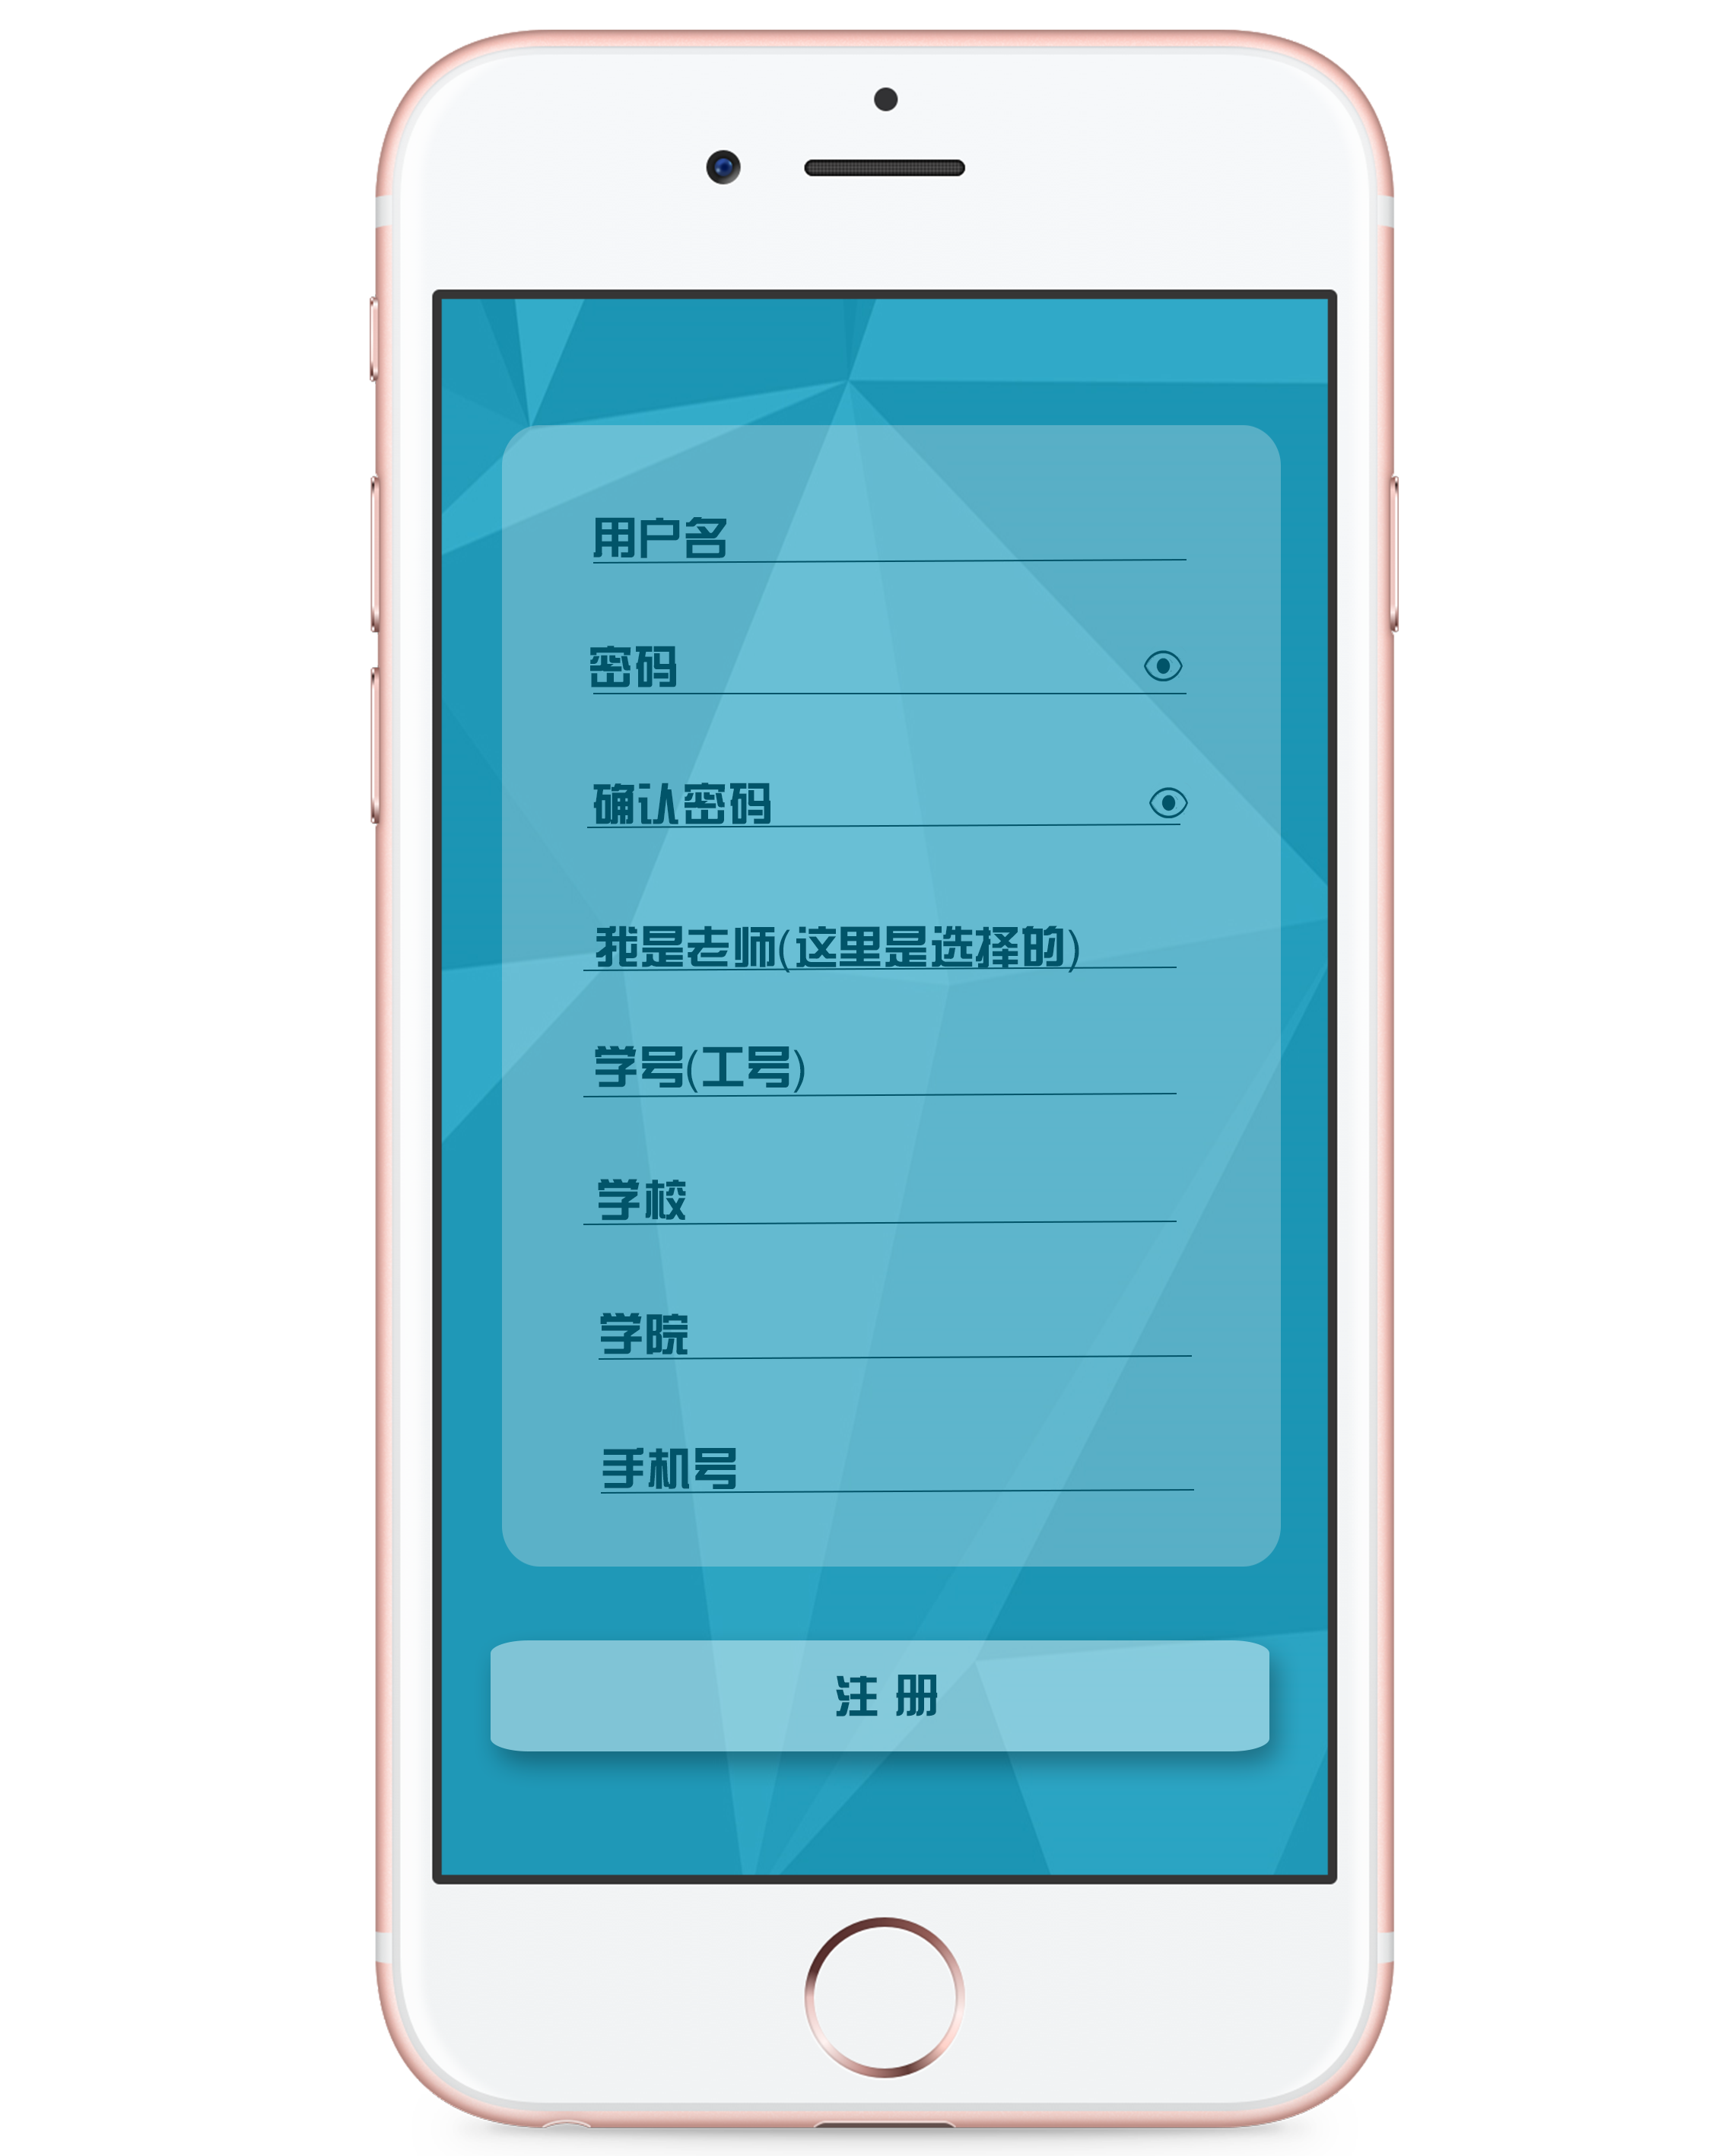 用户名
密码
确认密码
我是老师(这里是选择的)
学号(工号)
学校
学院
手机号
注 册